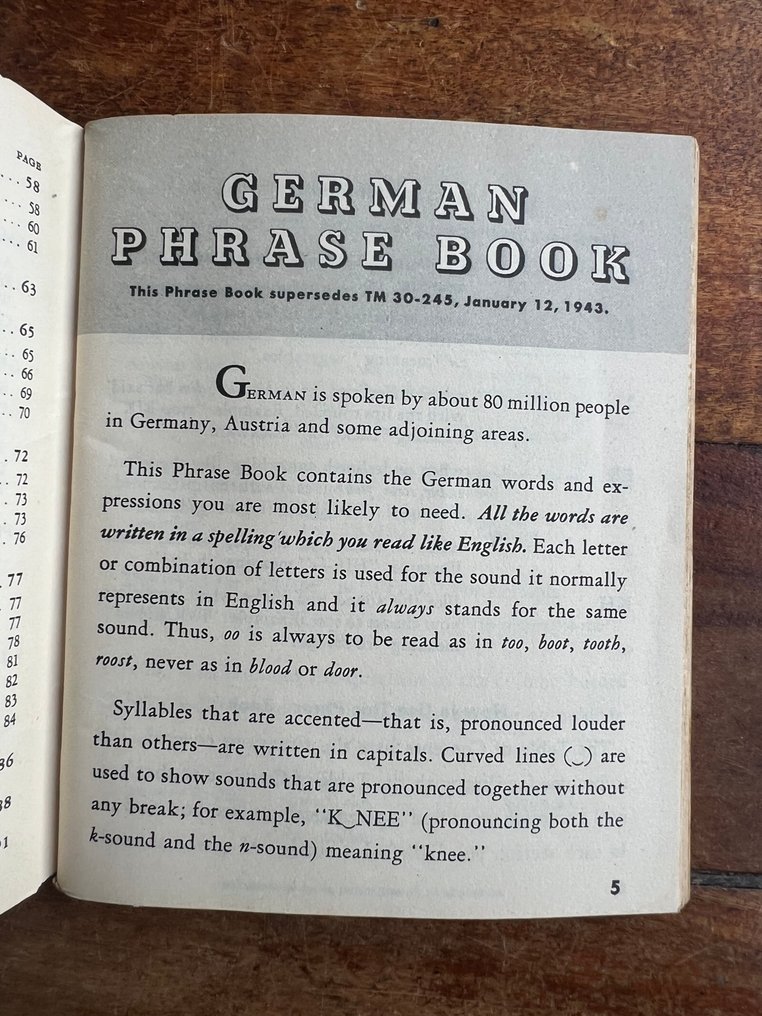 PAGE
... 58
... 58
... 60
... 61
.. 63
.. 65
.. 65
.. 66
.. 69
.. 70
. 72
. 72
. 73
. 73
. 76
77
77
77
78
81
82
83
84
GERMAN
PHRASE BOOK
This Phrase Book supersedes TM 30-245, January 12, 1943.
GERMAN is spoken by about 80 million people
in Germany, Austria and some adjoining areas.
This Phrase Book contains the German words and ex-
pressions you are most likely to need. All the words are
written in a spelling which you read like English. Each letter
or combination of letters is used for the sound it normally
represents in English and it always stands for the same
sound. Thus, oo is always to be read as in too, boot, tooth,
roost, never as in blood or door.
Syllables that are accented—that is, pronounced louder
than others—are written in capitals. Curved lines (‿) are
used to show sounds that are pronounced together without
any break; for example, “K‿NEE” (pronouncing both the
k-sound and the n-sound) meaning “knee.”
5